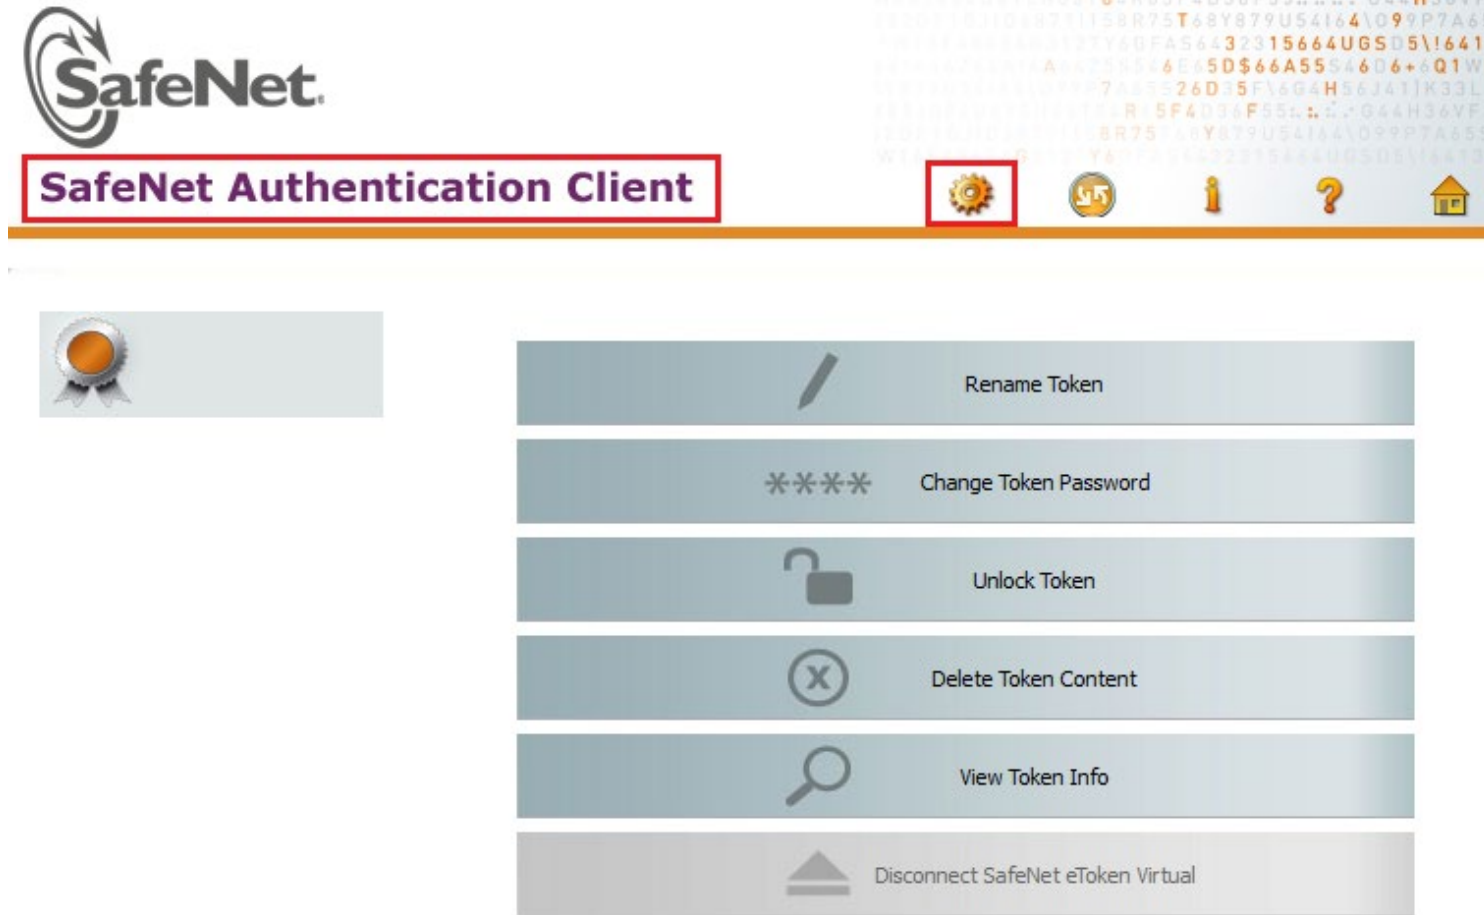 SafeNet.
SafeNet Authentication Client
Rename Token
**** Change Token Password
Unlock Token
Delete Token Content
View Token Info
Disconnect SafeNet eToken Virtual